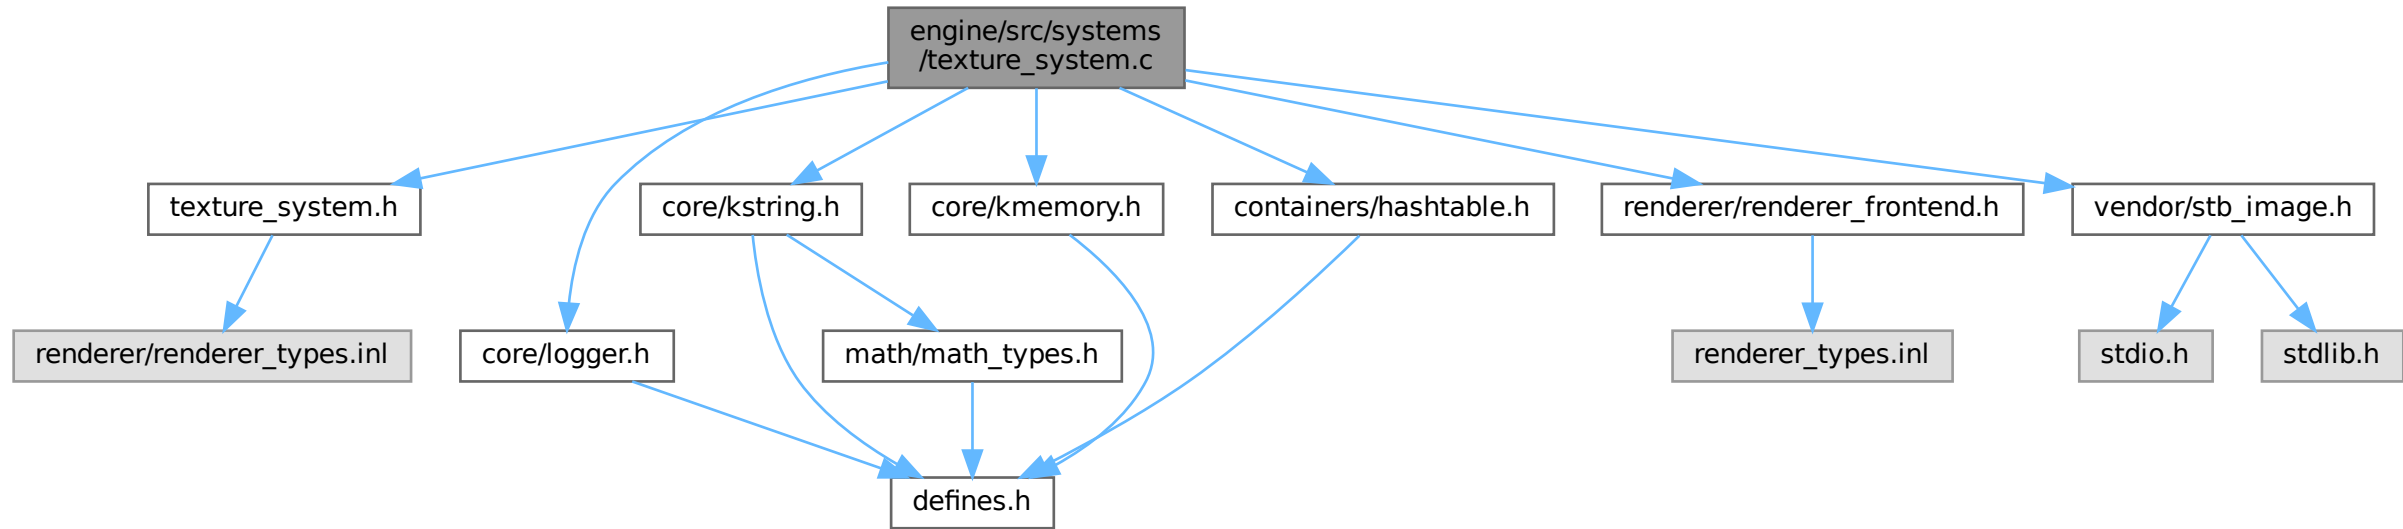 engine/src/systems
/texture_system.c
texture_system.h
core/kstring.h
core/kmemory.h
containers/hashtable.h
renderer/renderer_frontend.h
vendor/stb_image.h
renderer/renderer_types.inl
core/logger.h
math/math_types.h
renderer_types.inl
stdio.h
stdlib.h
defines.h